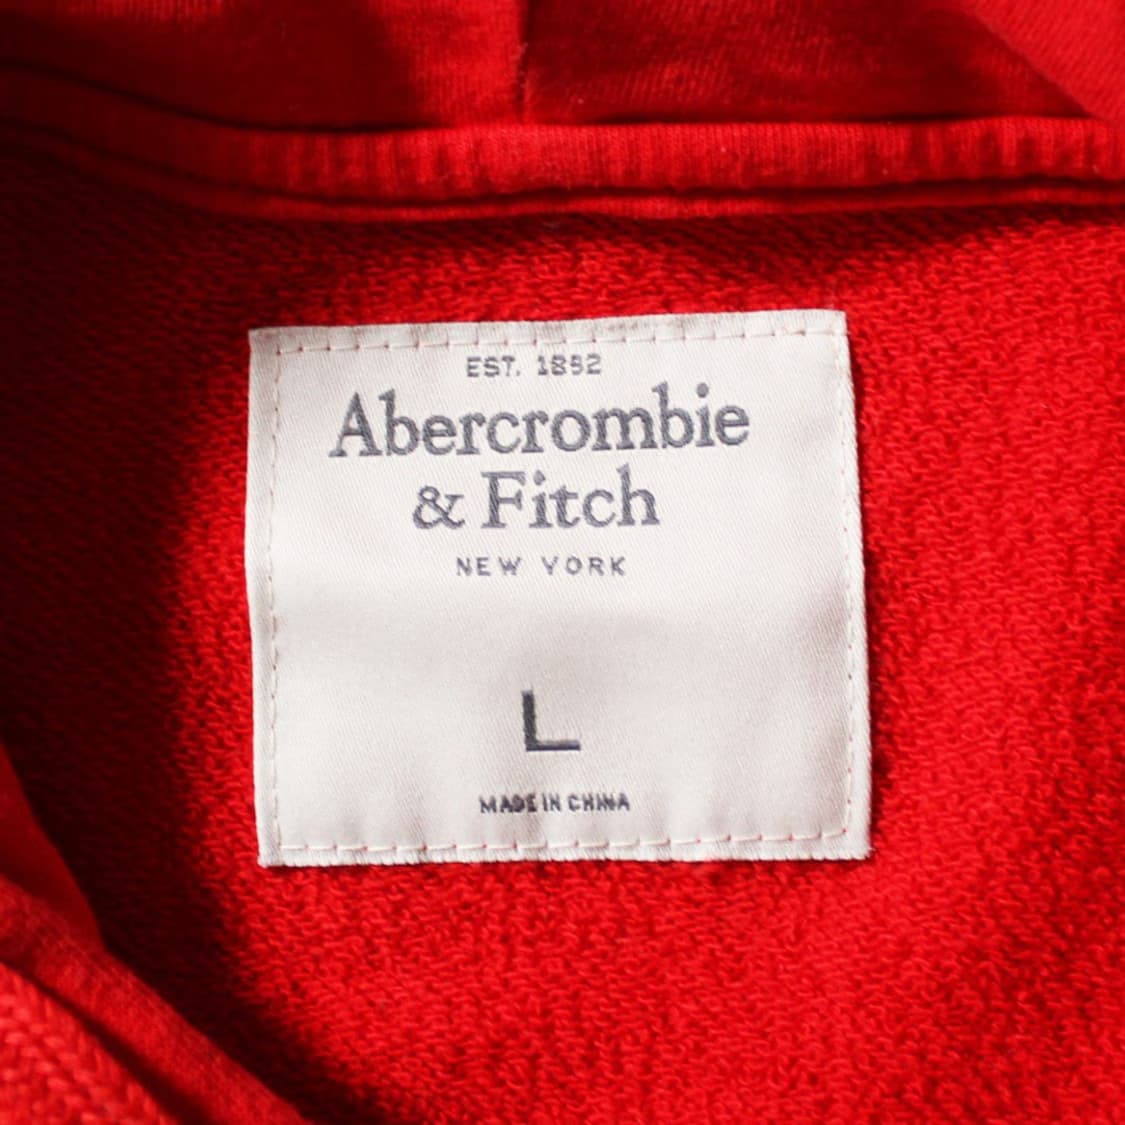 EST. 1892
Abercrombie
& Fitch
NEW YORK
L
MADE IN CHINA